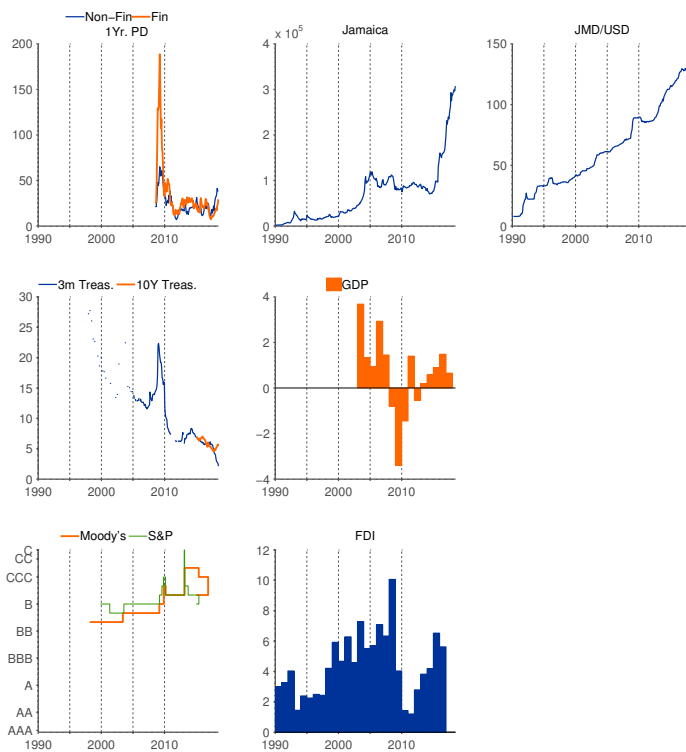 Non−Fin Fin
1Yr. PD
200
150
100
50
0
1990 2000 2010
Jamaica
4 x 10^5
3
2
1
0
1990 2000 2010
JMD/USD
150
100
50
0
1990 2000 2010
3m Treas. 10Y Treas.
30
25
20
15
10
5
0
1990 2000 2010
GDP
4
2
0
−2
−4
1990 2000 2010
Moody's S&P
C
CC
CCC
B
BB
BBB
A
AA
AAA
1990 2000 2010
FDI
12
10
8
6
4
2
0
1990 2000 2010